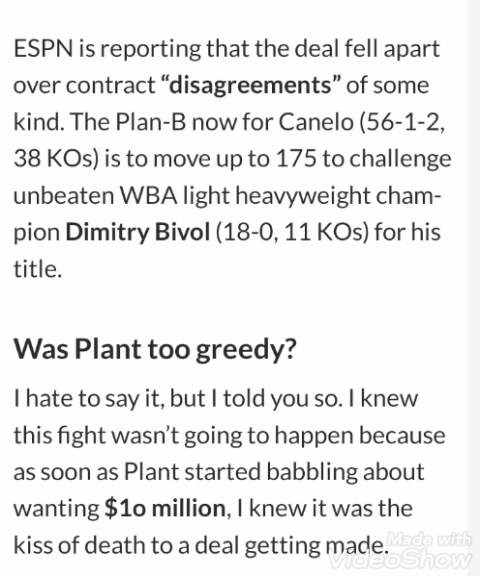 ESPN is reporting that the deal fell apart
over contract “disagreements” of some
kind. The Plan-B now for Canelo (56-1-2,
38 KOs) is to move up to 175 to challenge
unbeaten WBA light heavyweight cham-
pion Dimitry Bivol (18-0, 11 KOs) for his
title.
Was Plant too greedy?
I hate to say it, but I told you so. I knew
this fight wasn’t going to happen because
as soon as Plant started babbling about
wanting $1o million, I knew it was the
kiss of death to a deal getting made.
Made with
VideoShow